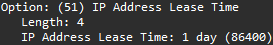 Option: (51) IP Address Lease Time
Length: 4
IP Address Lease Time: 1 day (86400)